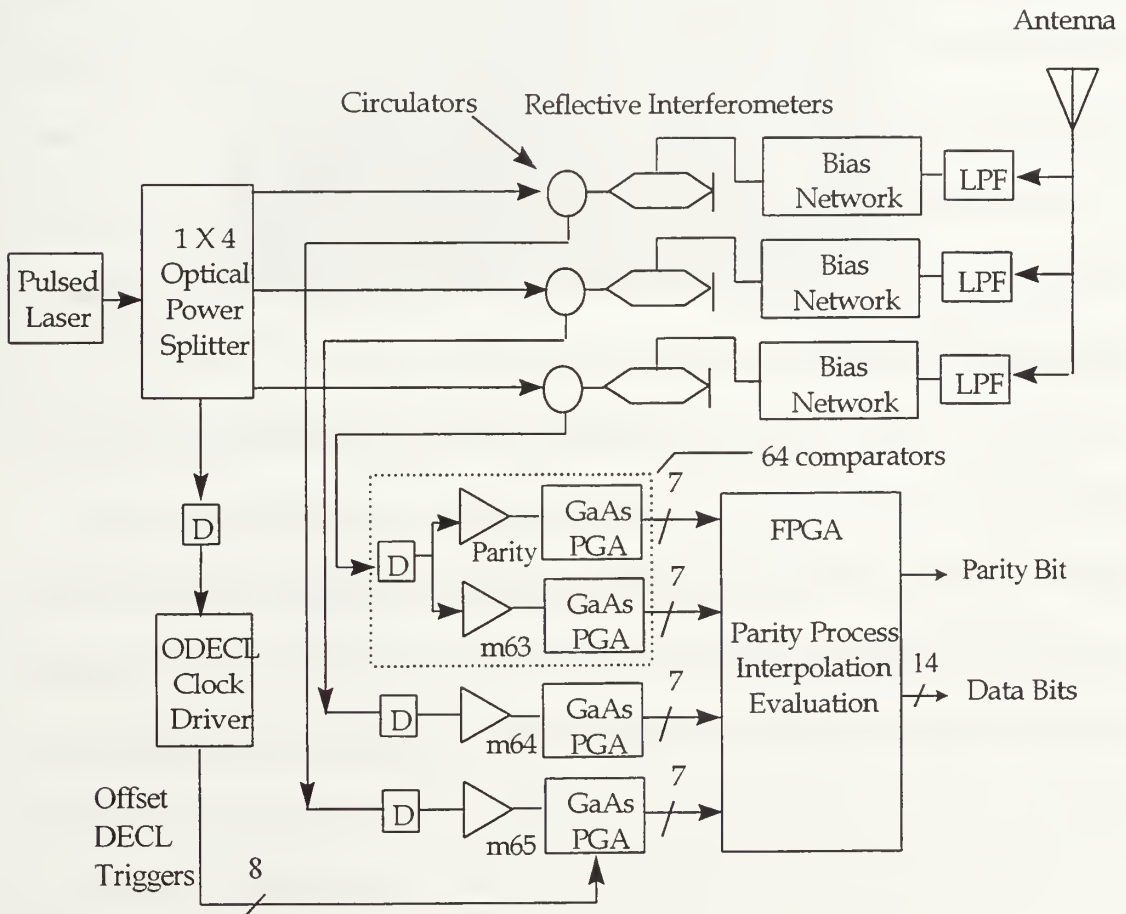 Antenna
Circulators
Reflective Interferometers
Bias
Network
LPF
1 X 4
Optical
Power
Splitter
Pulsed
Laser
Bias
Network
LPF
Bias
Network
LPF
64 comparators
D
D
Parity
GaAs
PGA
7
m63
GaAs
PGA
7
FPGA
Parity Process
Interpolation
Evaluation
Parity Bit
14
Data Bits
ODECL
Clock
Driver
D
m64
GaAs
PGA
7
D
m65
GaAs
PGA
7
Offset
DECL
Triggers
8